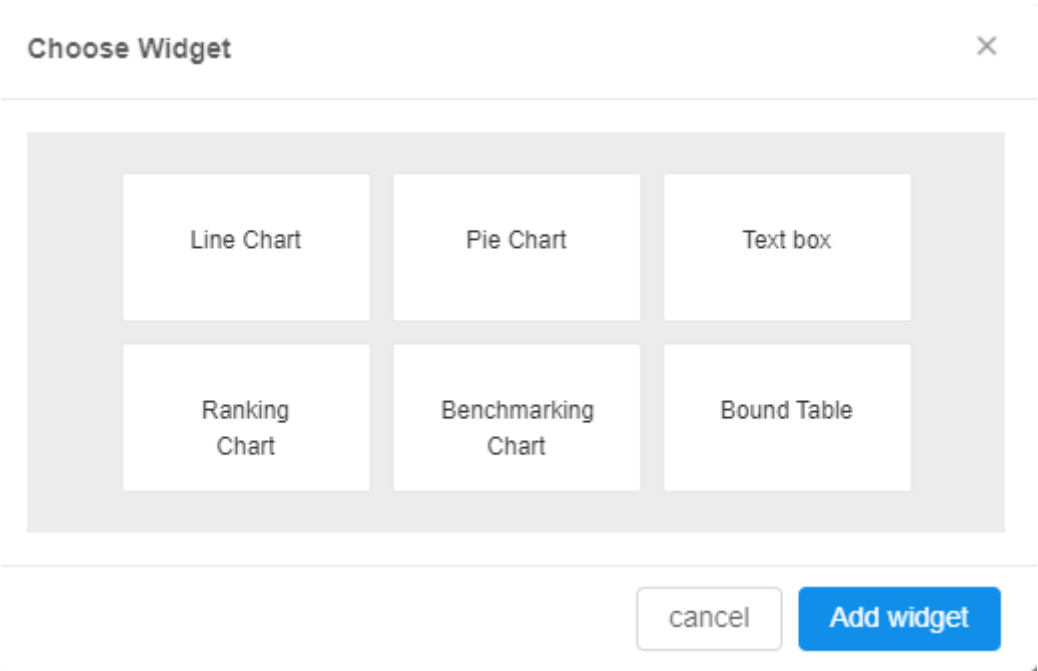 Choose Widget ×
Line Chart
Pie Chart
Text box
Ranking
Chart
Benchmarking
Chart
Bound Table
cancel
Add widget